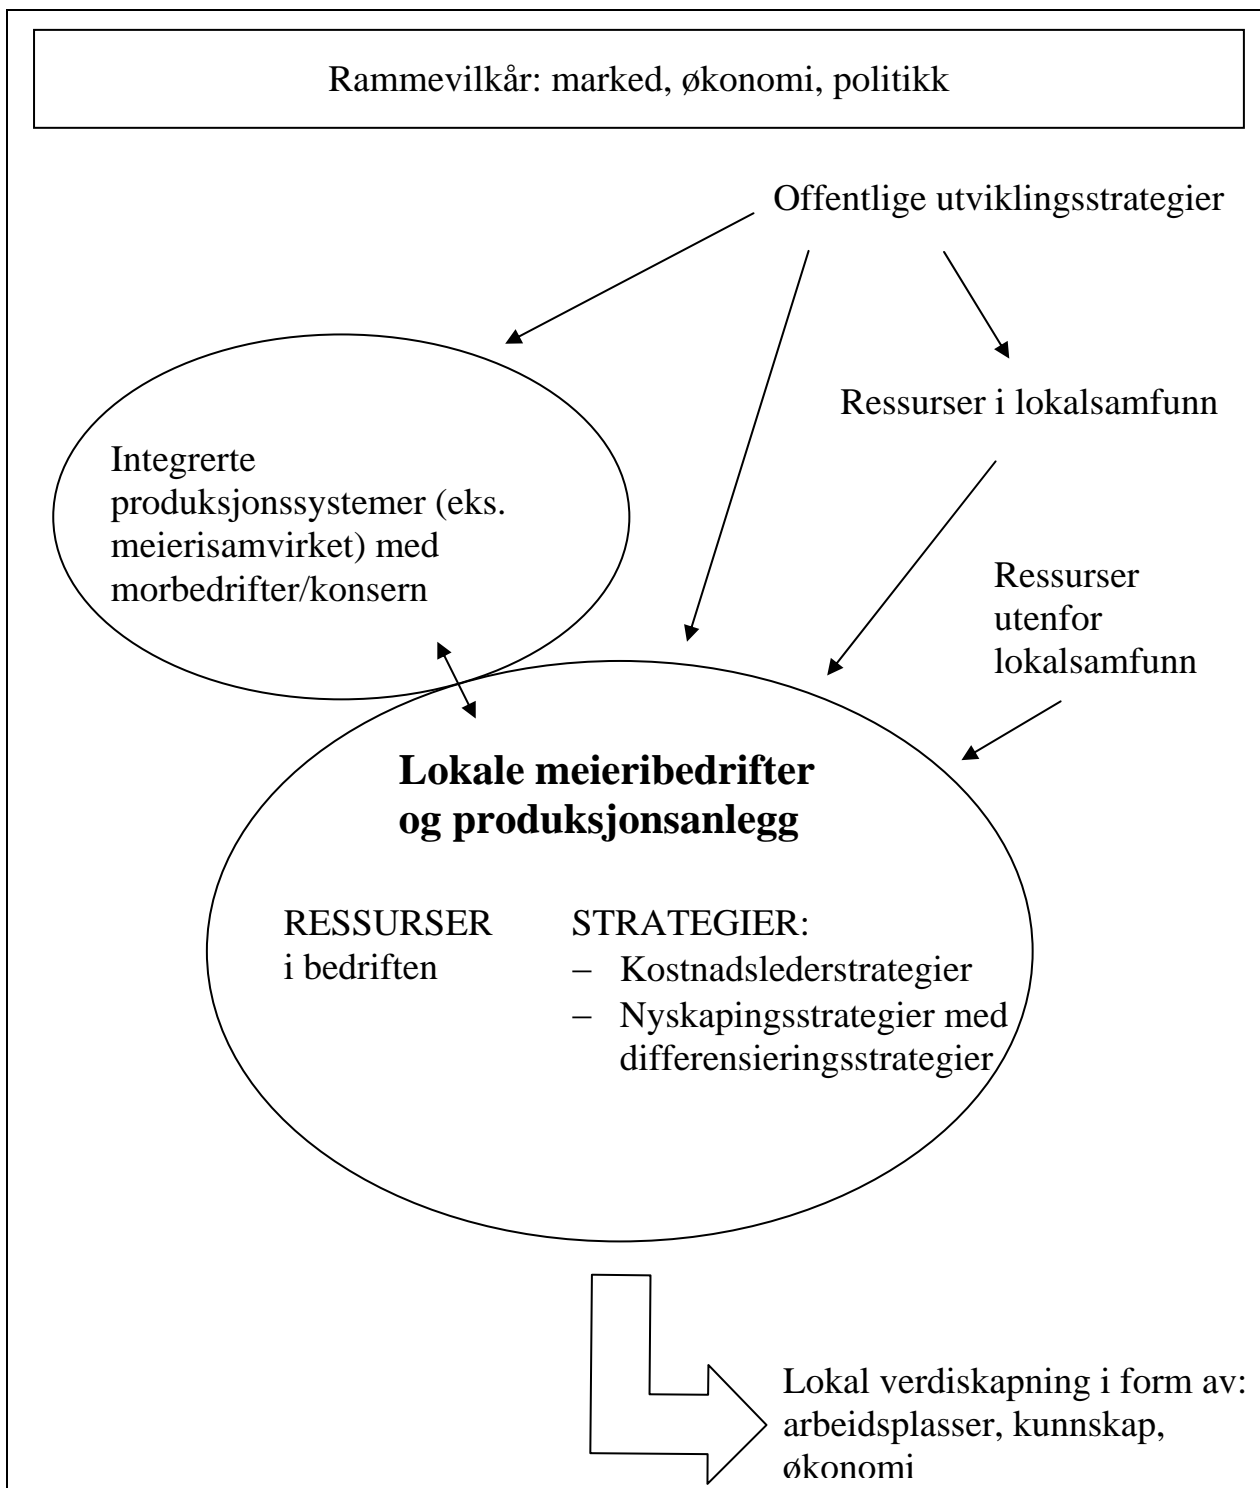 Rammevilkår: marked, økonomi, politikk
Offentlige utviklingsstrategier
Ressurser i lokalsamfunn
Integrerte
produksjonssystemer (eks.
meierisamvirket) med
morbedrifter/konsern
Ressurser
utenfor
lokalsamfunn
Lokale meieribedrifter
og produksjonsanlegg
RESSURSER
i bedriften
STRATEGIER:
– Kostnadslederstrategier
– Nyskapingsstrategier med
differensieringsstrategier
Lokal verdiskapning i form av:
arbeidsplasser, kunnskap,
økonomi